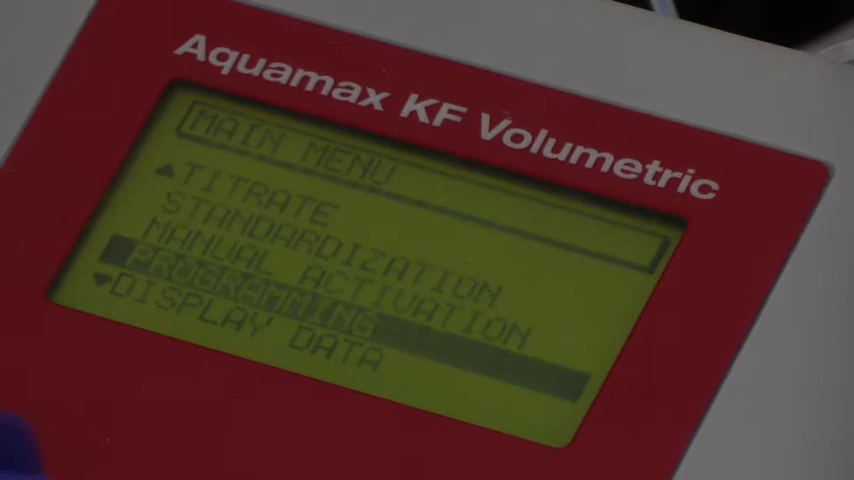 Aquamax KF Volumetric
MAIN MENU
TITRATE
STANDARDIZATION
MANUAL ACTIVATION
PROGRAMMING
DISPLAY DATA